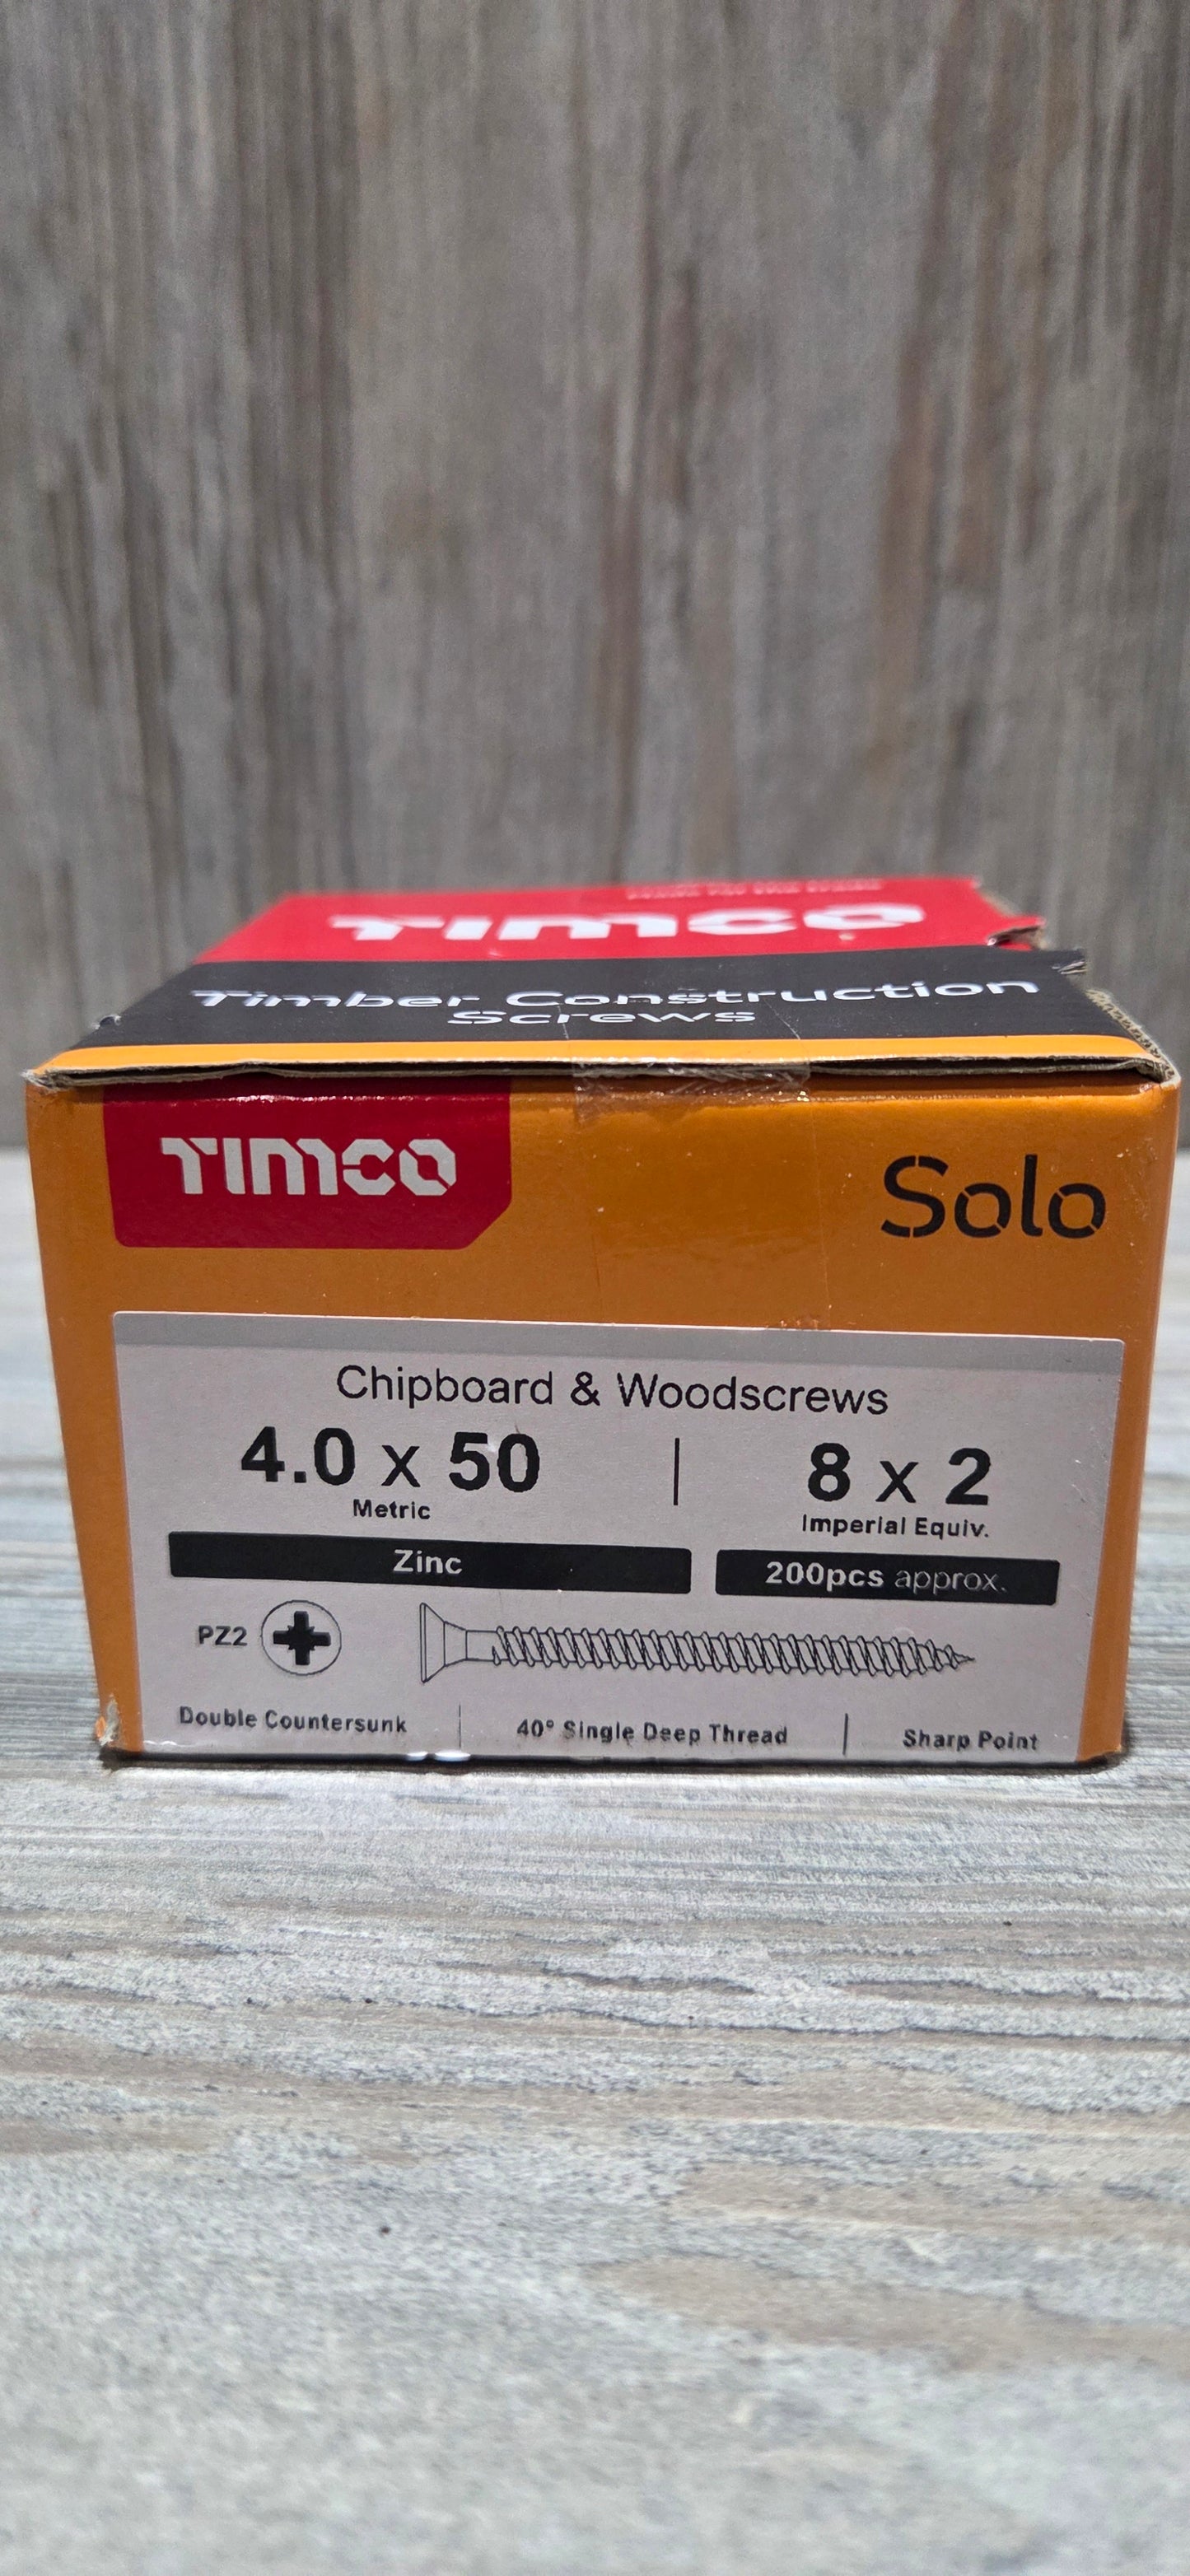 TIMCO
Timber Construction
Screws
TIMCO
Solo
Chipboard & Woodscrews
4.0 x 50 | 8 x 2
Metric
Imperial Equiv.
Zinc
200pcs approx.
PZ2
Double Countersunk | 40° Single Deep Thread | Sharp Point